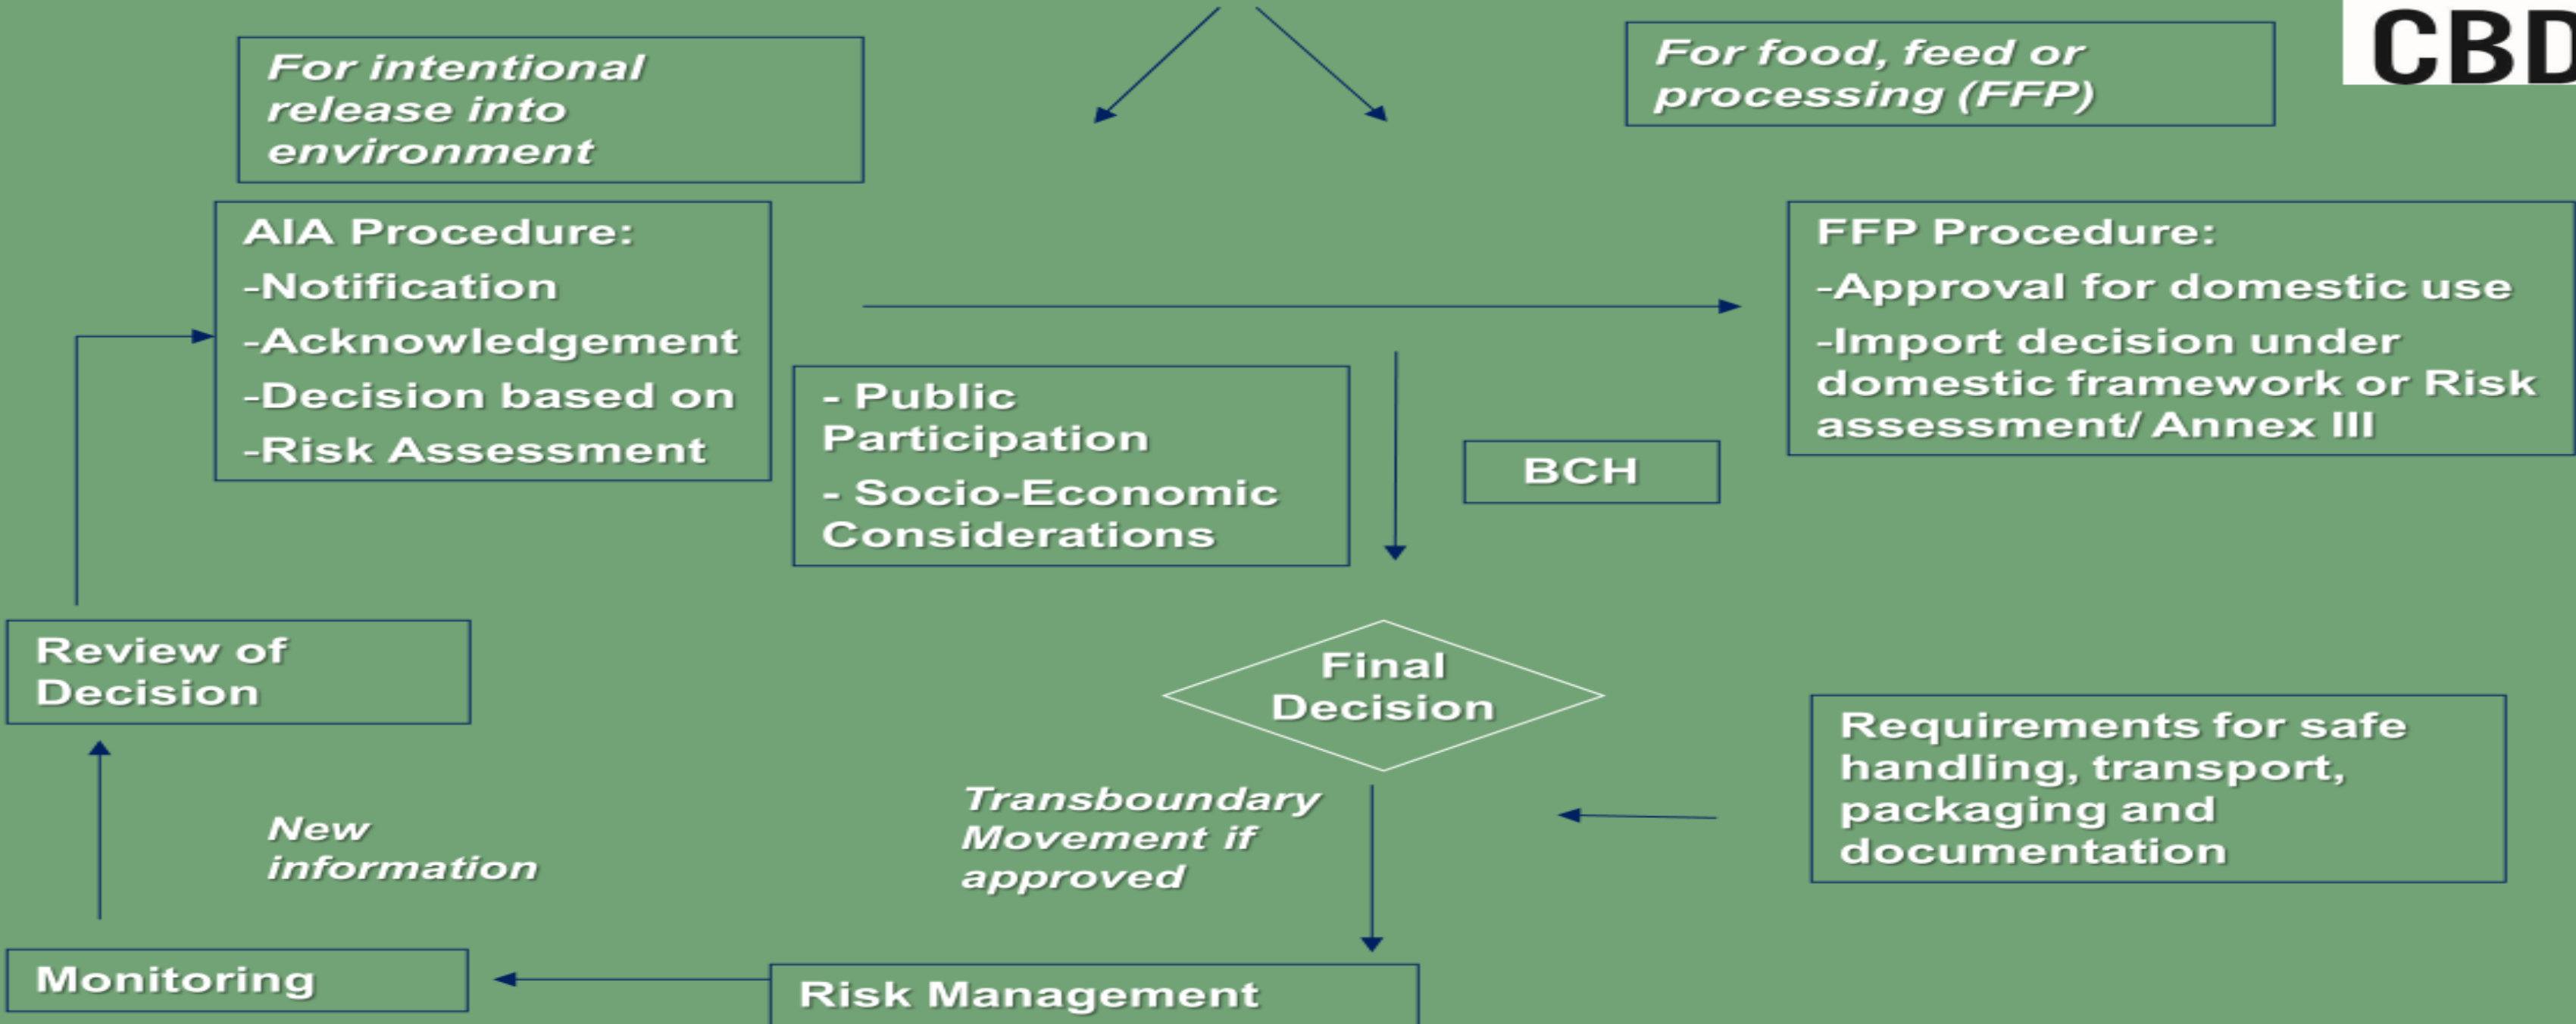 For intentional
release into
environment
For food, feed or
processing (FFP)
CBD
AIA Procedure:
-Notification
-Acknowledgement
-Decision based on
-Risk Assessment
FFP Procedure:
-Approval for domestic use
-Import decision under
domestic framework or Risk
assessment/ Annex III
- Public
Participation
- Socio-Economic
Considerations
BCH
Review of
Decision
Final
Decision
Requirements for safe
handling, transport,
packaging and
documentation
New
information
Transboundary
Movement if
approved
Monitoring
Risk Management